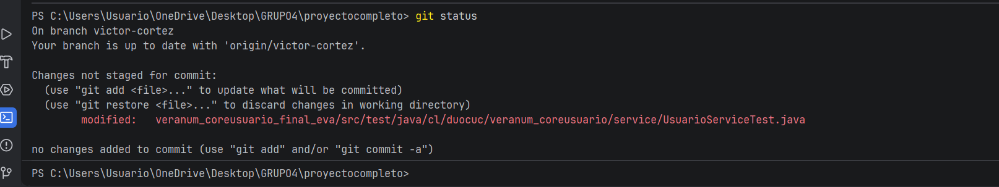 PS C:\Users\Usuario\OneDrive\Desktop\GRUPO4\proyectocompleto> git status
On branch victor-cortez
Your branch is up to date with 'origin/victor-cortez'.
Changes not staged for commit:
  (use "git add <file>..." to update what will be committed)
  (use "git restore <file>..." to discard changes in working directory)
        modified:   veranum_coreusuario_final_eva/src/test/java/cl/duocuc/veranum_coreusuario/service/UsuarioServiceTest.java
no changes added to commit (use "git add" and/or "git commit -a")
PS C:\Users\Usuario\OneDrive\Desktop\GRUPO4\proyectocompleto>